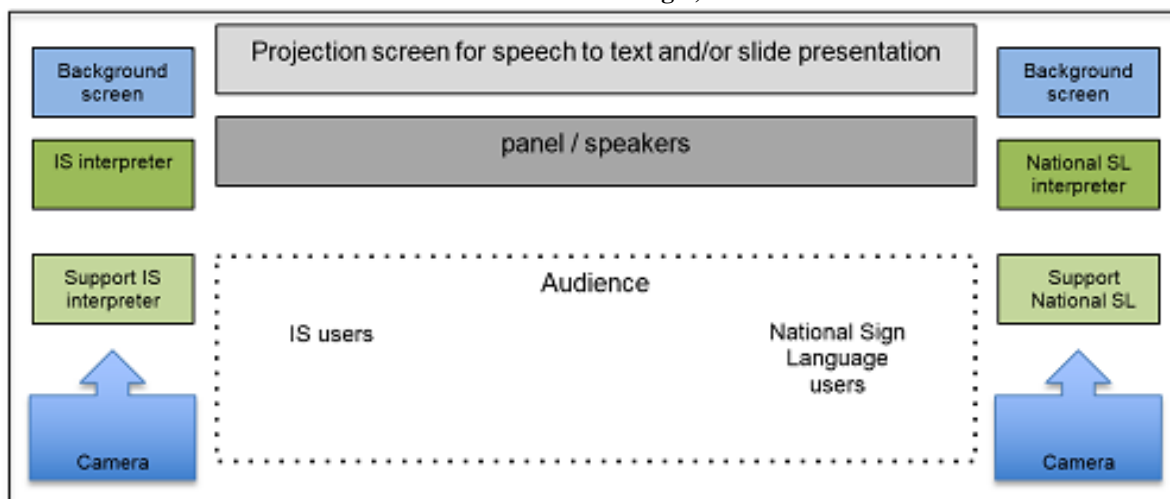 Projection screen for speech to text and/or slide presentation
Background
screen
Background
screen
panel / speakers
IS interpreter
National SL
interpreter
Support IS
interpreter
Audience
Support
National SL
IS users
National Sign
Language
users
Camera
Camera